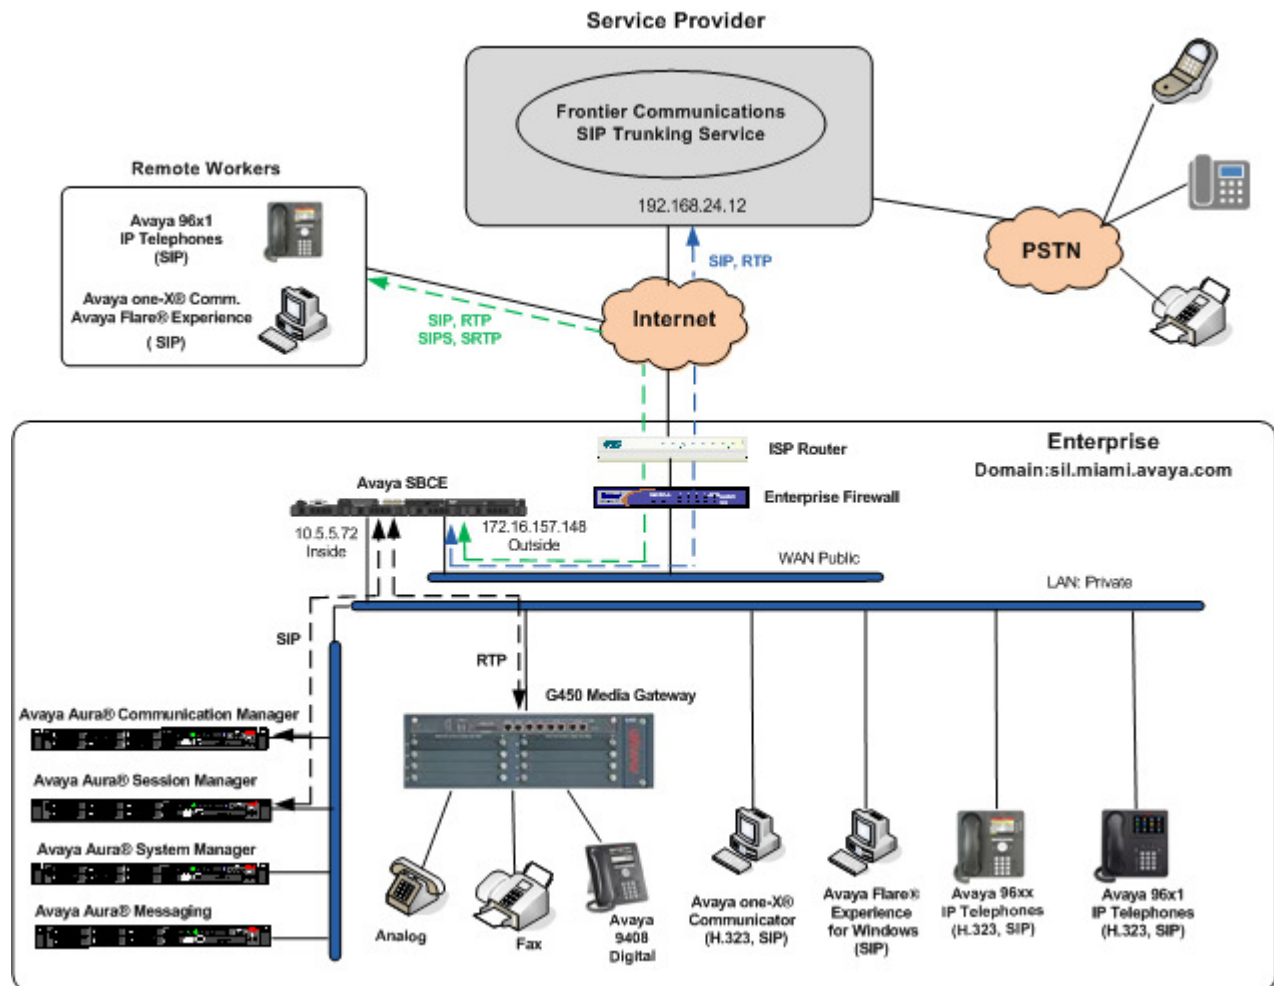 Service Provider
Frontier Communications
SIP Trunking Service
192.168.24.12
Remote Workers
Avaya 96x1
IP Telephones
(SIP)
Avaya one-X® Comm.
Avaya Flare® Experience
( SIP)
SIP, RTP
SIPS, SRTP
SIP, RTP
Internet
PSTN
Enterprise
Domain:sil.miami.avaya.com
ISP Router
Enterprise Firewall
Avaya SBCE
10.5.5.72
Inside
172.16.157.148
Outside
WAN Public
LAN: Private
SIP
RTP
G450 Media Gateway
Avaya Aura® Communication Manager
Avaya Aura® Session Manager
Avaya Aura® System Manager
Avaya Aura® Messaging
Analog
Fax
Avaya
9408
Digital
Avaya one-X®
Communicator
(H.323, SIP)
Avaya Flare®
Experience
for Windows
(SIP)
Avaya 96xx
IP Telephones
(H.323, SIP)
Avaya 96x1
IP Telephones
(H.323, SIP)